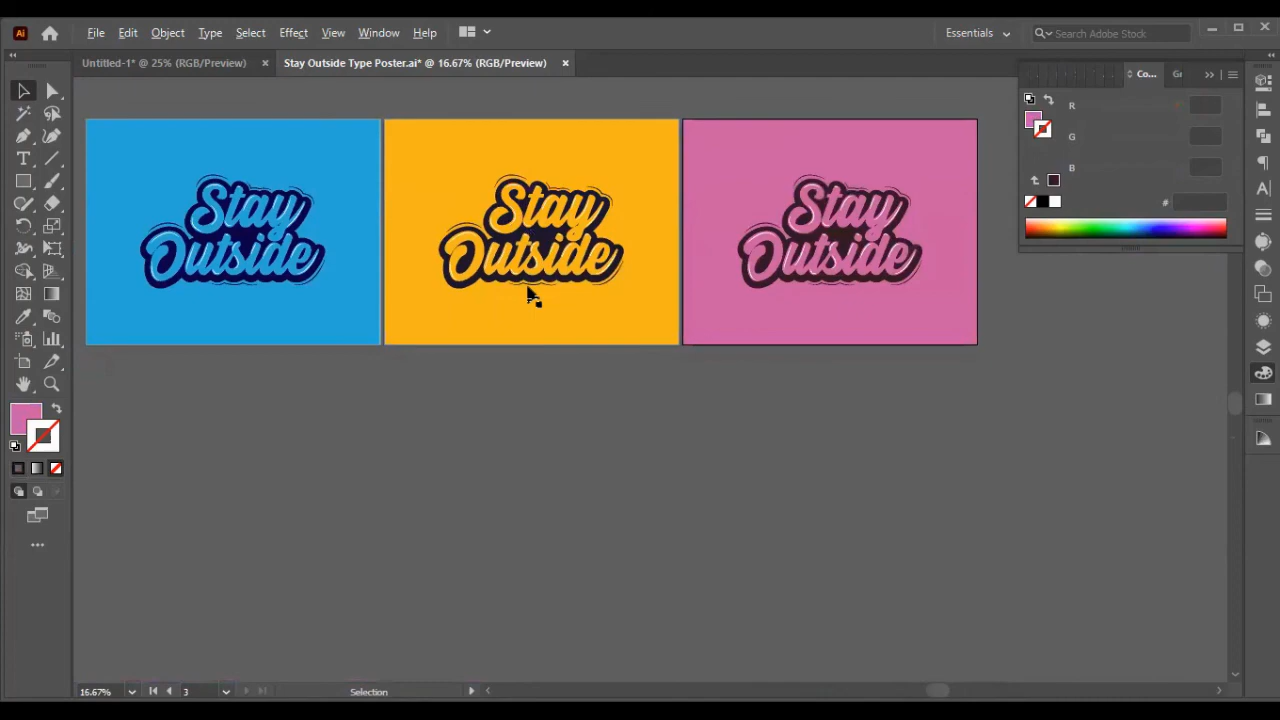 Ai File Edit Object Type Select Effect View Window Help Essentials Search Adobe Stock
Untitled-1* @ 25% (RGB/Preview) × Stay Outside Type Poster.ai* @ 16.67% (RGB/Preview) ×
Co... Gr
R
G
B
#
Stay
Outside
Stay
Outside
Stay
Outside
16.67% 3 Selection